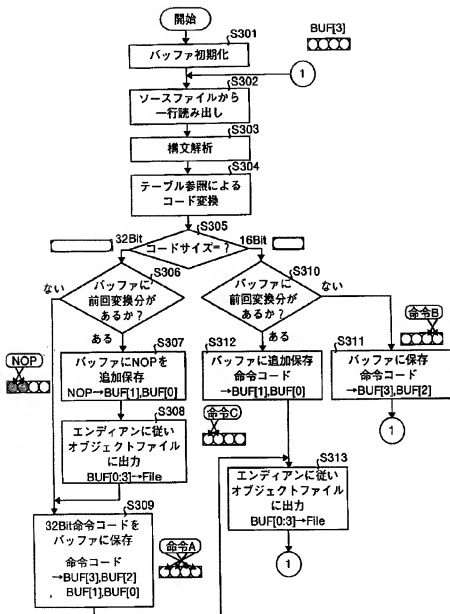 開始
S301
バッファ初期化
BUF[3]
1
S302
ソースファイルから
一行読み出し
S303
構文解析
S304
テーブル参照による
コード変換
S305
32Bit
コードサイズ=?
16Bit
S306
バッファに
前回変換分が
あるか?
ない
ある
S310
バッファに
前回変換分が
あるか?
ない
ある
NOP
S307
バッファにNOPを
追加保存
NOP→BUF[1],BUF[0]
S312
バッファに追加保存
命令コード
→BUF[1],BUF[0]
命令B
S311
バッファに保存
命令コード
→BUF[3],BUF[2]
1
S308
エンディアンに従い
オブジェクトファイル
に出力
BUF[0:3]→File
命令C
S313
エンディアンに従い
オブジェクトファイル
に出力
BUF[0:3]→File
1
S309
32Bit命令コードを
バッファに保存
命令コード
→BUF[3],BUF[2]
BUF[1],BUF[0]
命令A